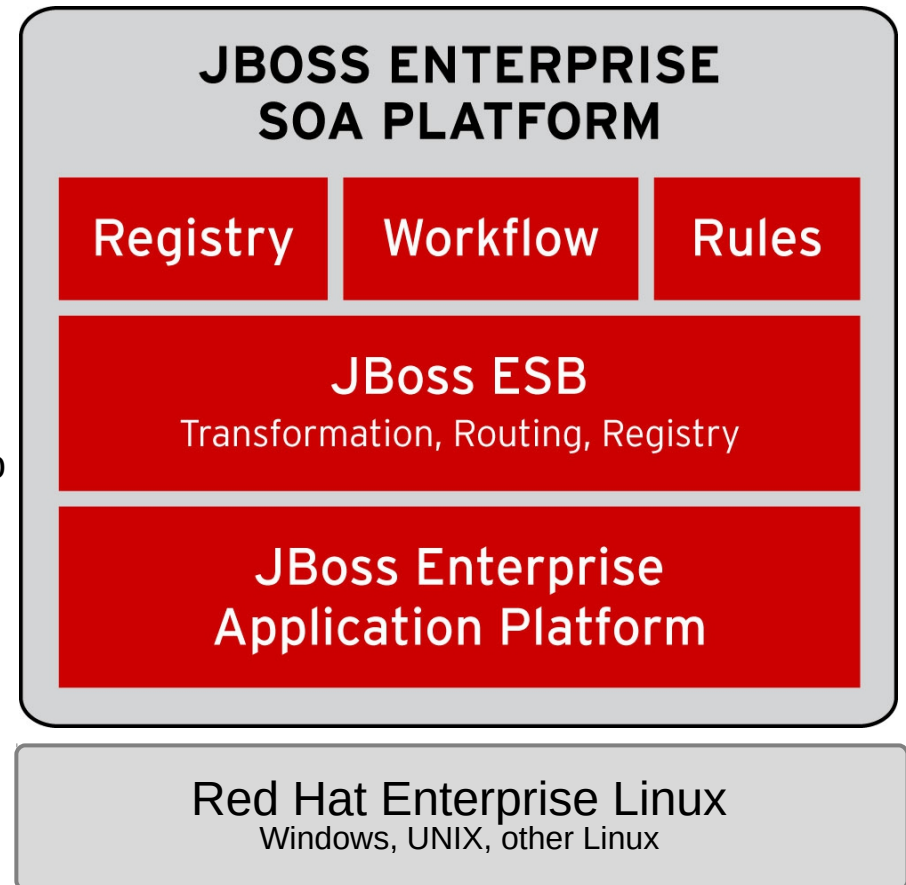 JBOSS ENTERPRISE
SOA PLATFORM
Registry Workflow Rules
JBoss ESB
Transformation, Routing, Registry
JBoss Enterprise
Application Platform
Red Hat Enterprise Linux
Windows, UNIX, other Linux